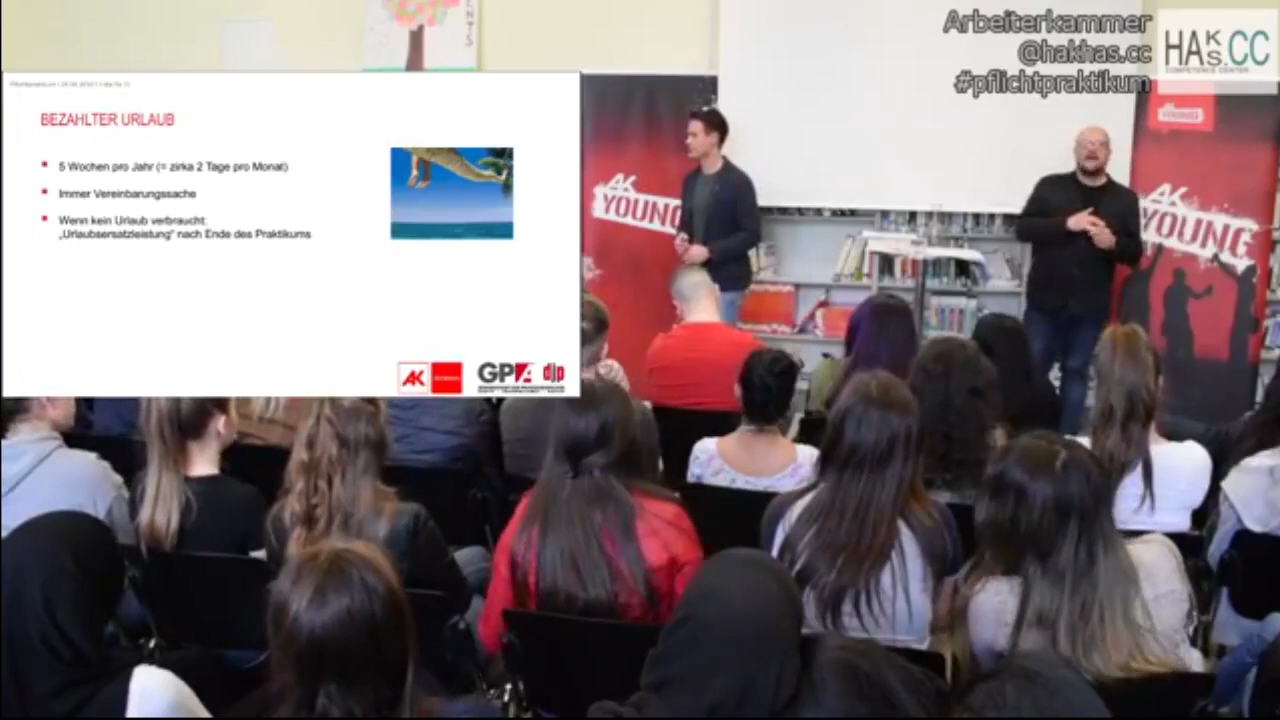 Arbeiterkammer
@hakhas.cc
#pflichtpraktikum
HAK
HAS.CC
COMPETENCE CENTER
BEZAHLTER URLAUB
5 Wochen pro Jahr (= zirka 2 Tage pro Monat)
Immer Vereinbarungssache
Wenn kein Urlaub verbraucht:
„Urlaubsersatzleistung" nach Ende des Praktikums
AK
GPA djp
AK
YOUNG
AK
YOUNG